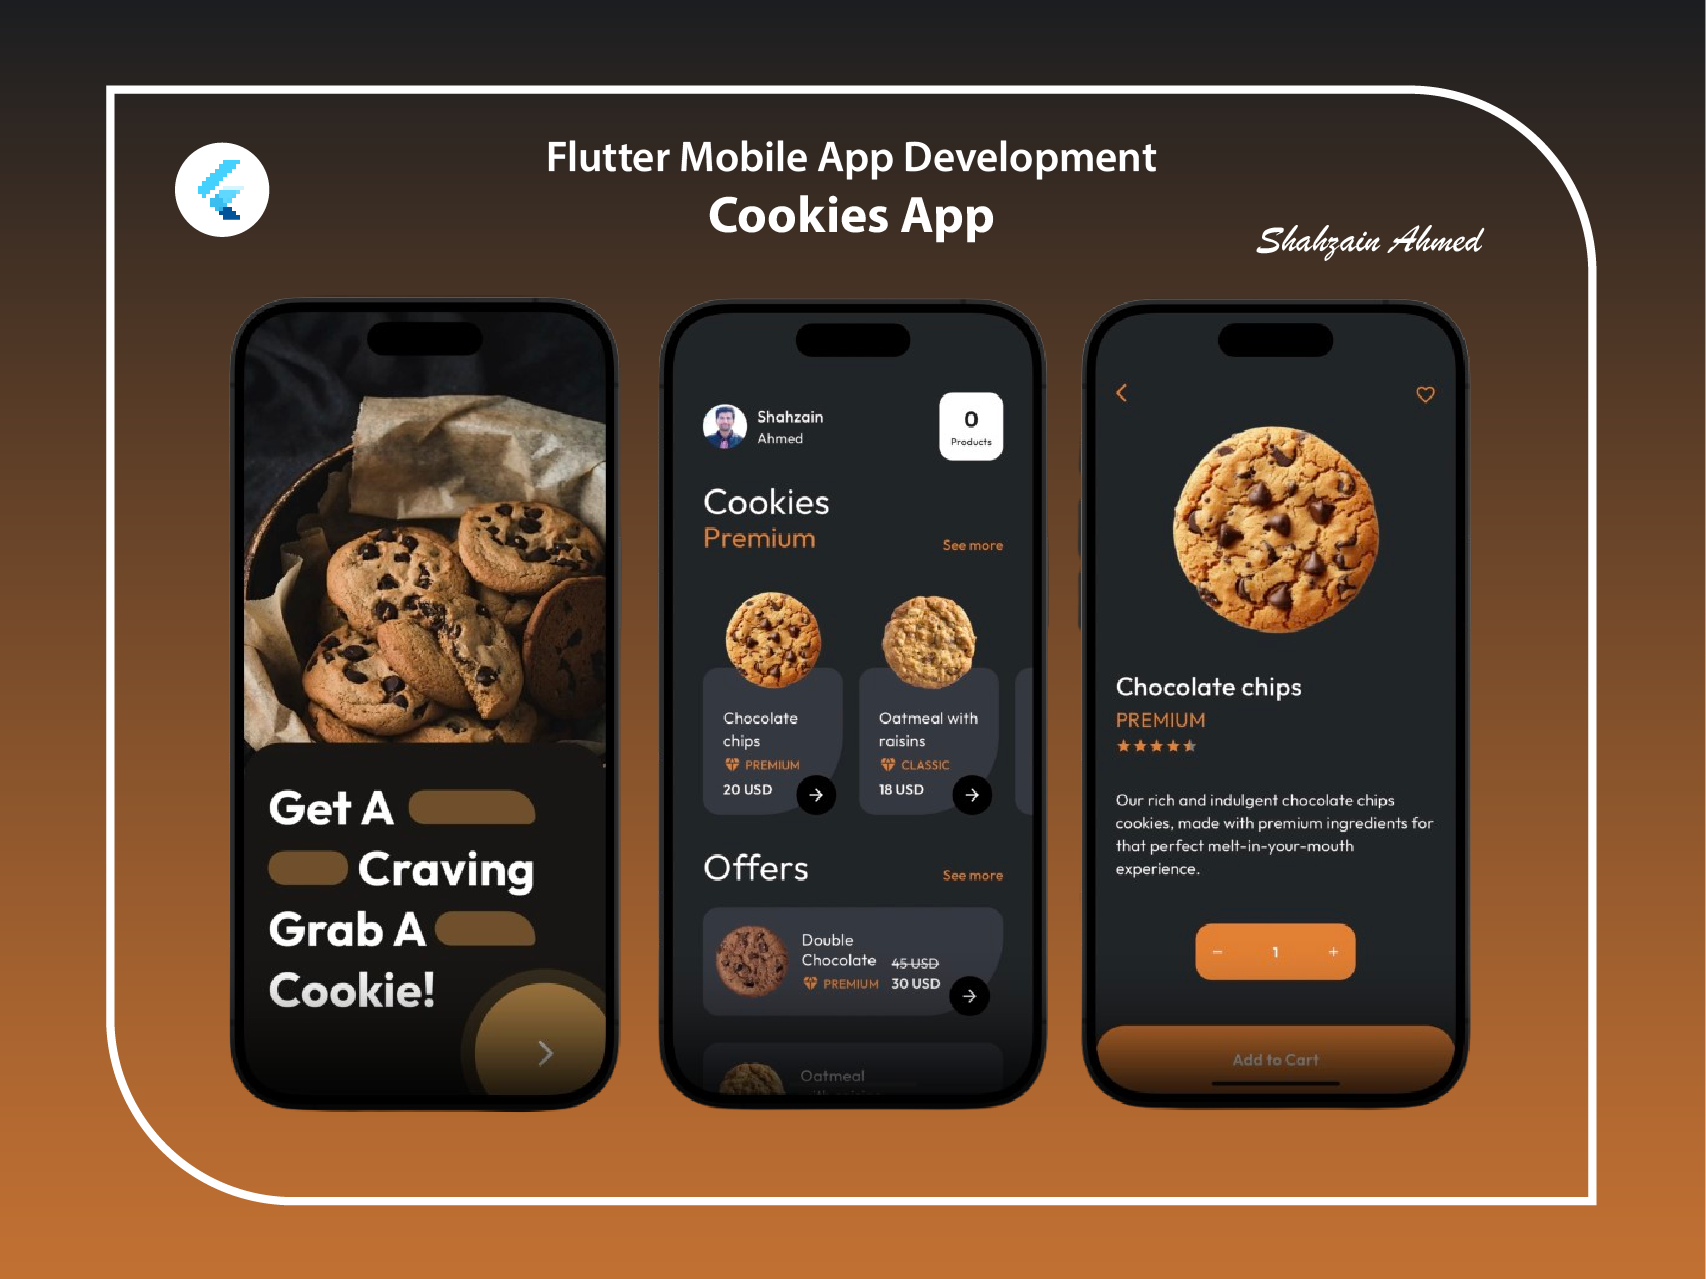 Flutter Mobile App Development
Cookies App
Shahzain Ahmed
Get A
Craving
Grab A
Cookie!
Shahzain
Ahmed
0
Products
Cookies
Premium
See more
Chocolate
chips
PREMIUM
20 USD
Oatmeal with
raisins
CLASSIC
18 USD
Offers
See more
Double
Chocolate
45 USD
PREMIUM
30 USD
Oatmeal
Chocolate chips
PREMIUM
Our rich and indulgent chocolate chips
cookies, made with premium ingredients for
that perfect melt-in-your-mouth
experience.
− 1 +
Add to Cart